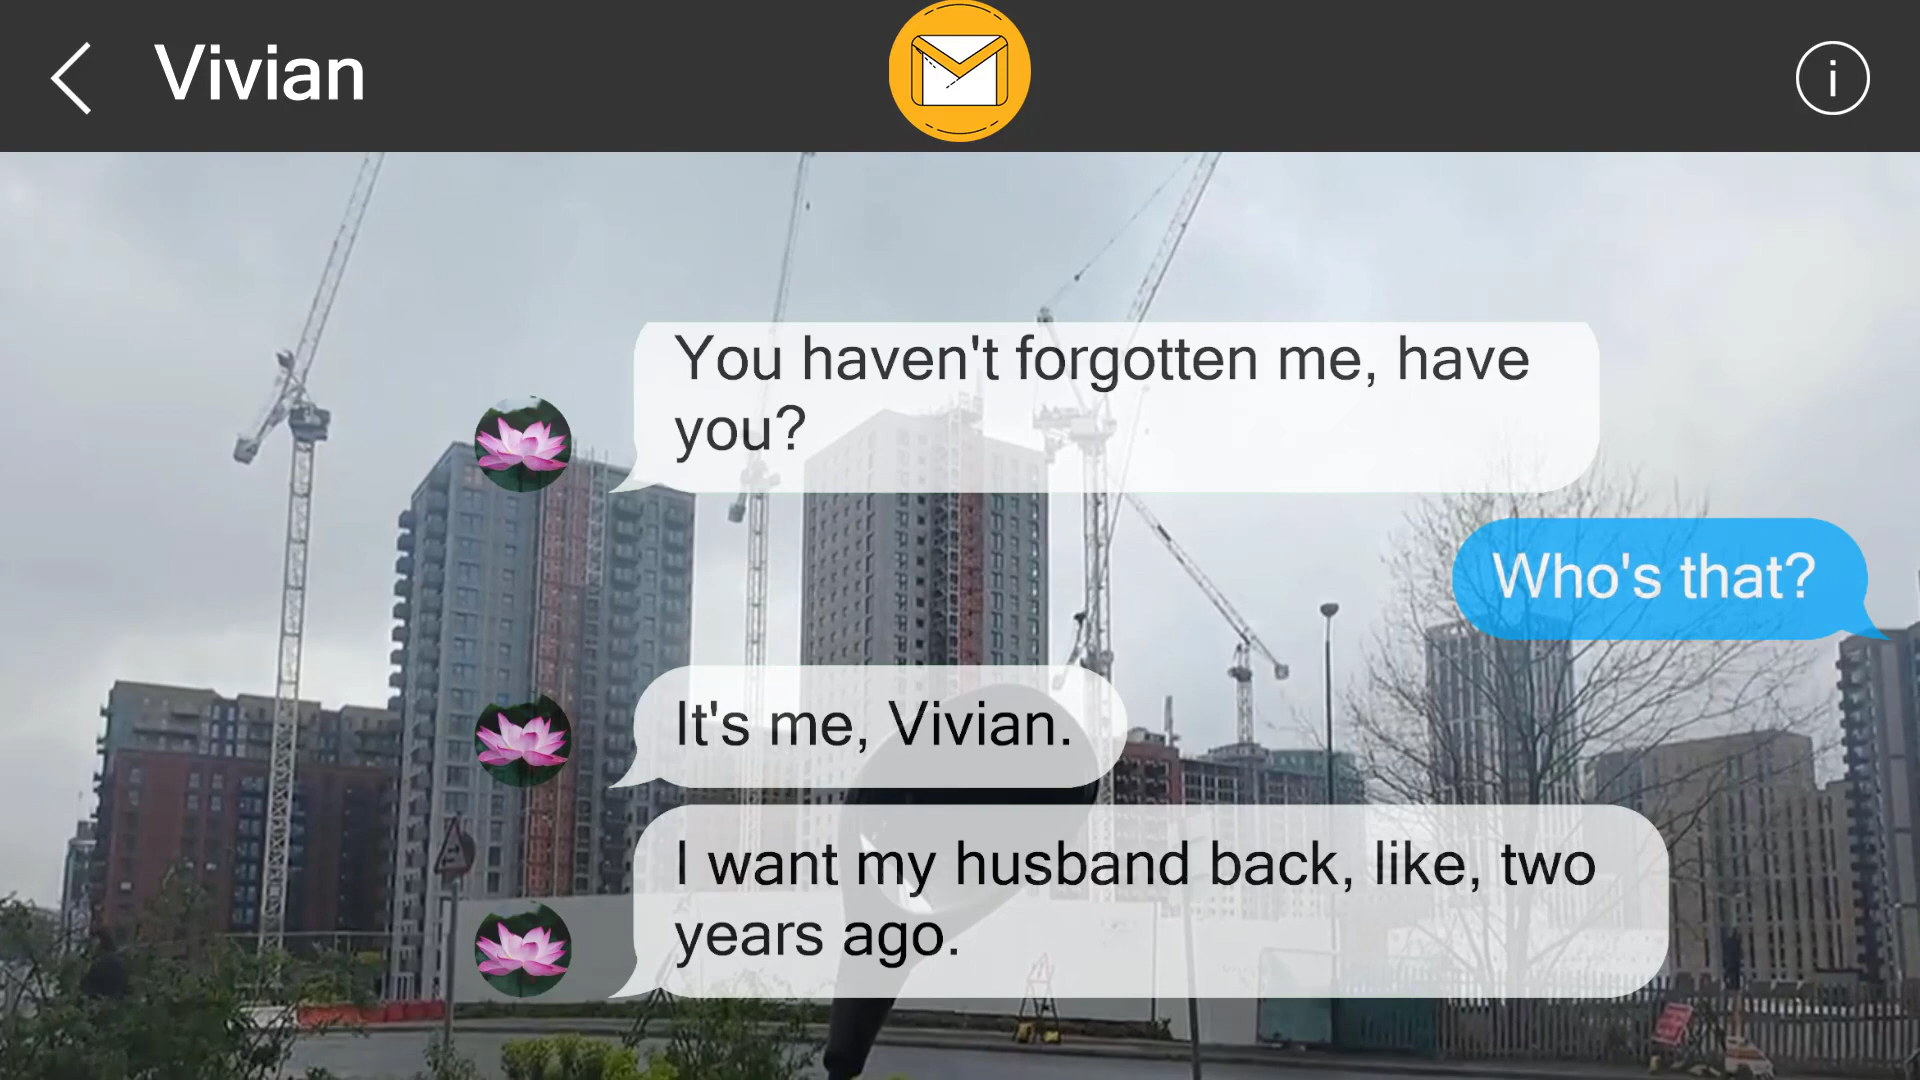 Vivian
You haven't forgotten me, have
you?
Who's that?
It's me, Vivian.
I want my husband back, like, two
years ago.